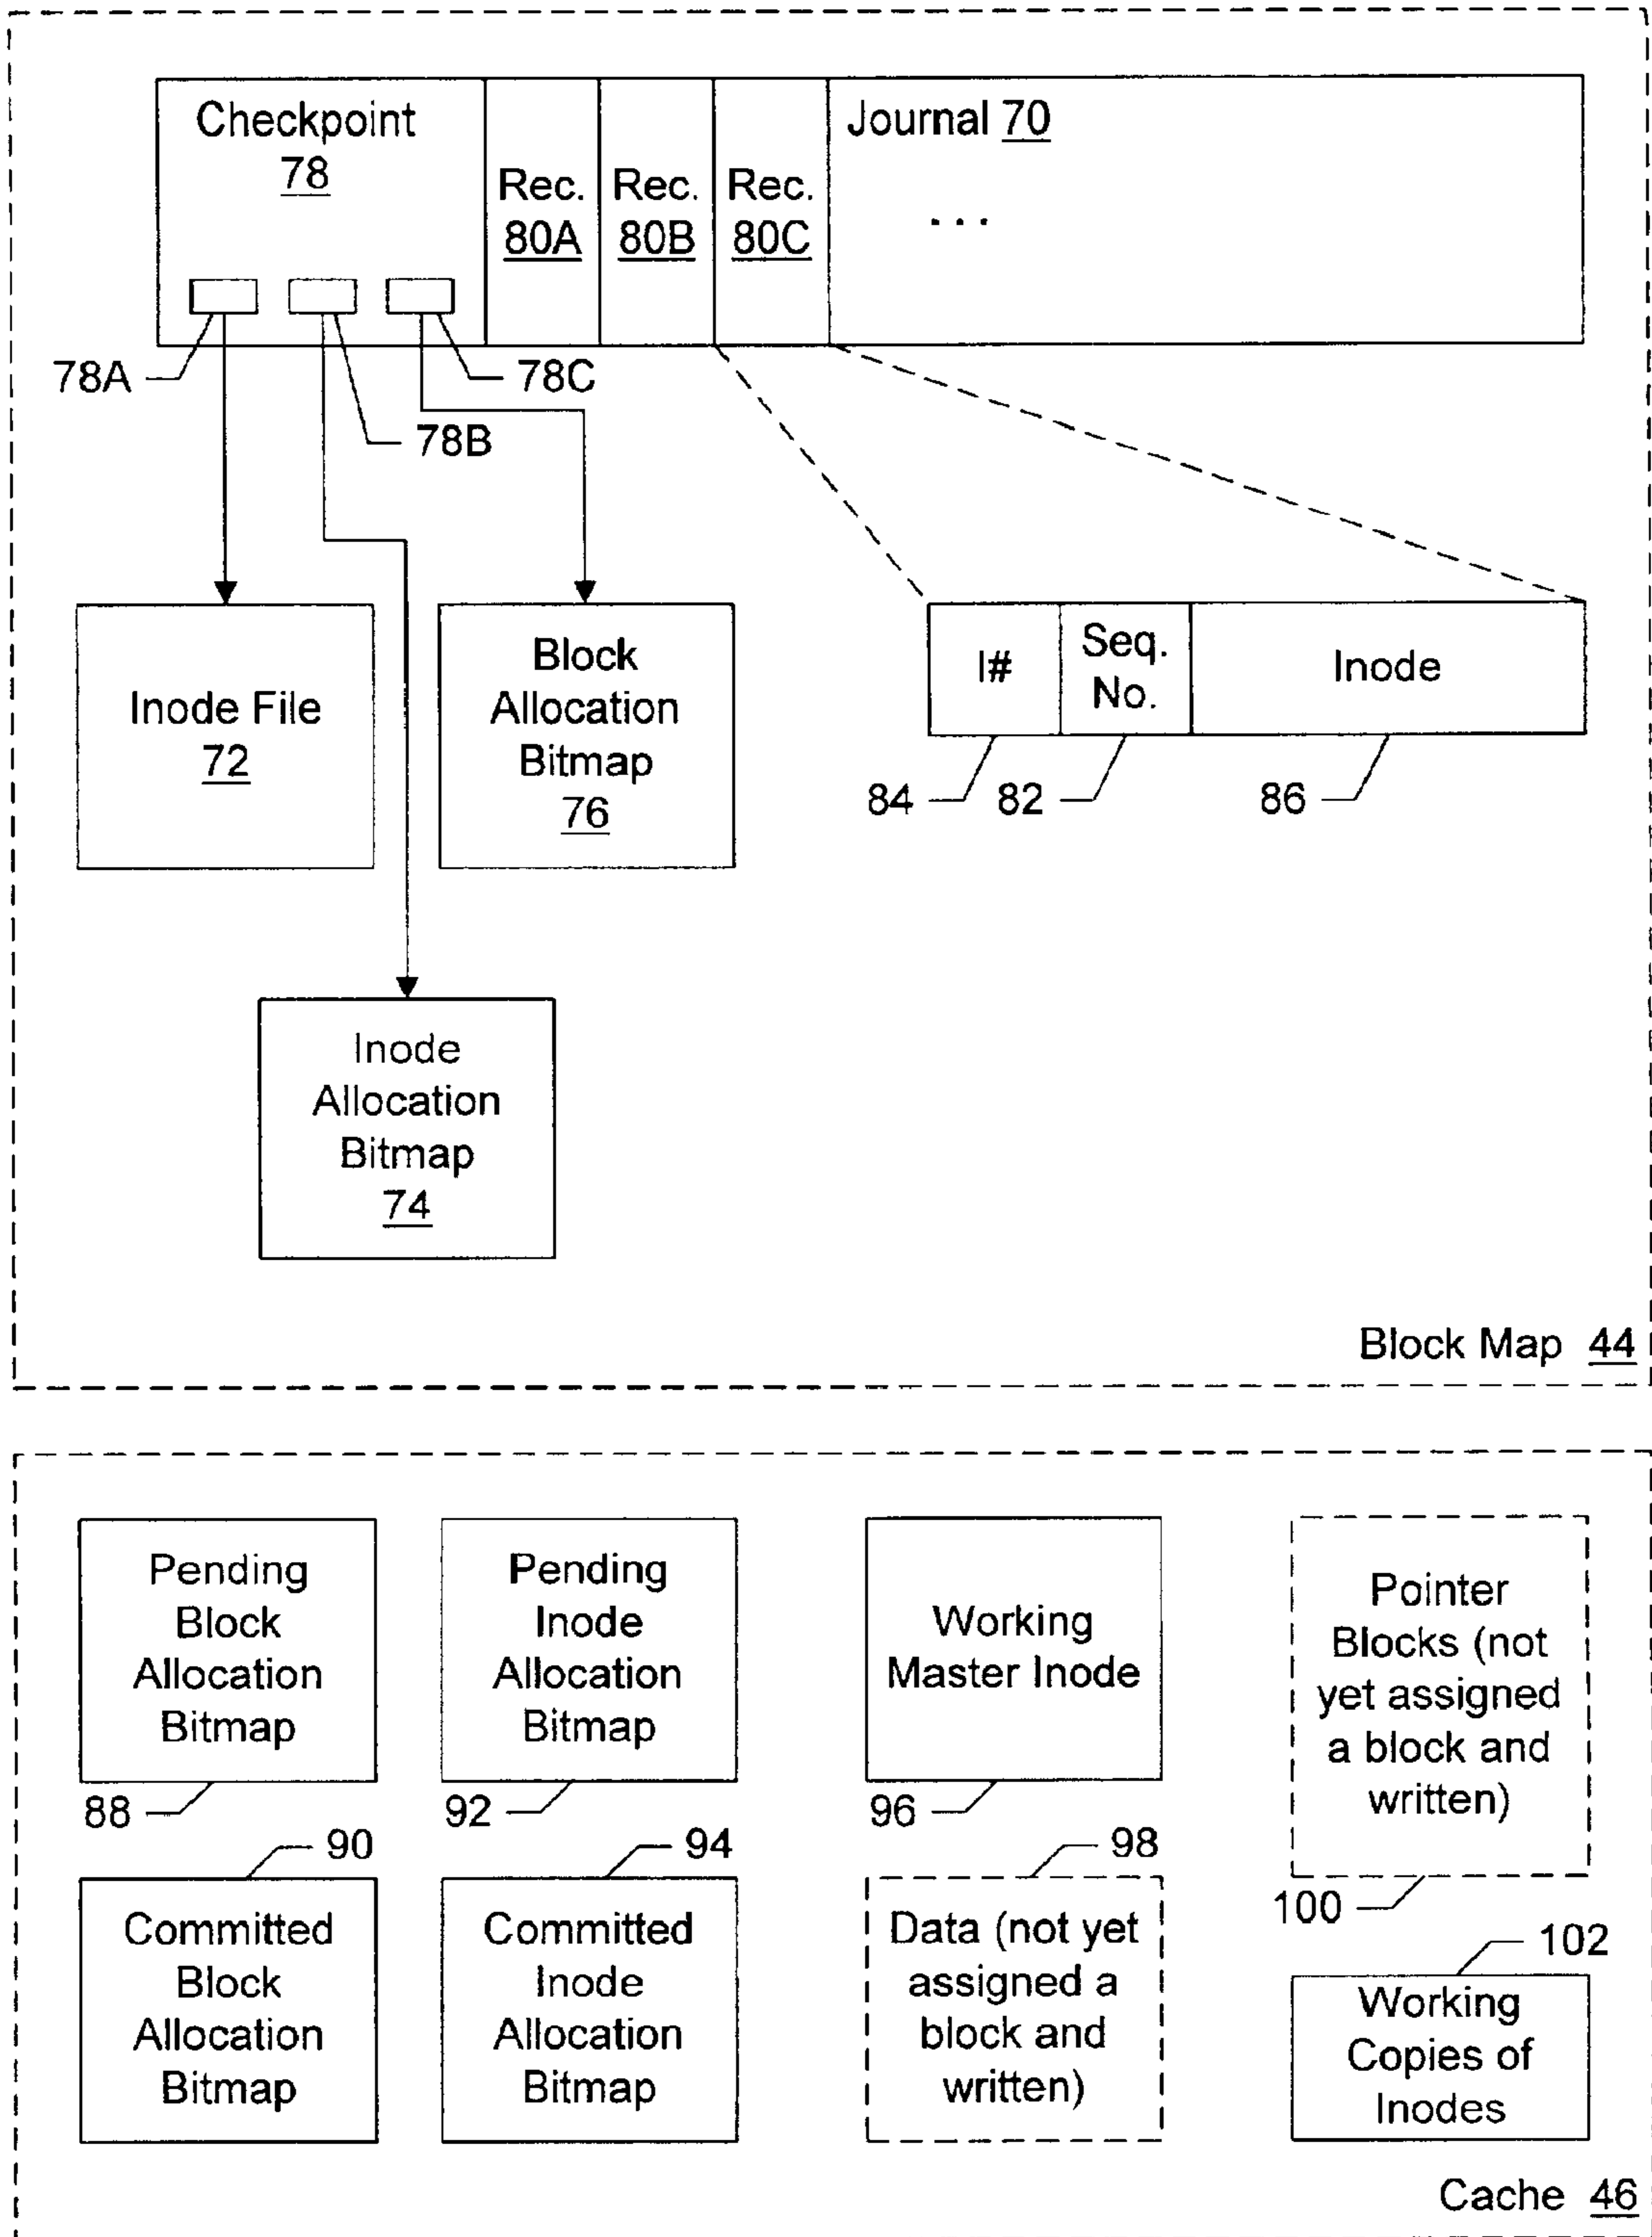 Checkpoint
78
Rec.
80A
Rec.
80B
Rec.
80C
Journal 70
...
78A
78C
78B
Inode File
72
Block
Allocation
Bitmap
76
I#
Seq.
No.
Inode
84
82
86
Inode
Allocation
Bitmap
74
Block Map 44
Pending
Block
Allocation
Bitmap
88
Pending
Inode
Allocation
Bitmap
92
Working
Master Inode
96
Pointer
Blocks (not
yet assigned
a block and
written)
100
90
Committed
Block
Allocation
Bitmap
94
Committed
Inode
Allocation
Bitmap
98
Data (not yet
assigned a
block and
written)
102
Working
Copies of
Inodes
Cache 46